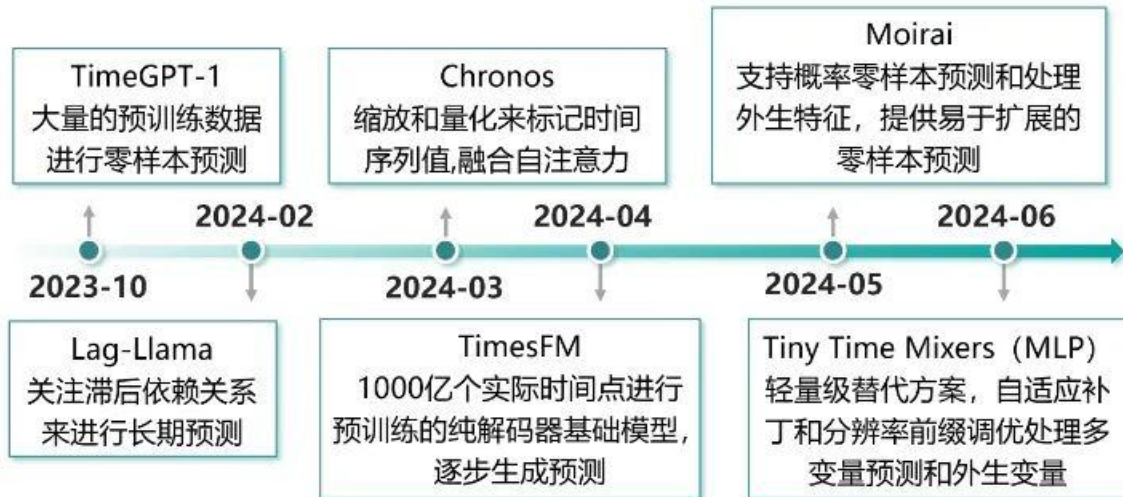 TimeGPT-1
大量的预训练数据
进行零样本预测
Chronos
缩放和量化来标记时间
序列值,融合自注意力
Moirai
支持概率零样本预测和处理
外生特征，提供易于扩展的
零样本预测
2024-02
2024-04
2024-06
2023-10
2024-03
2024-05
Lag-Llama
关注滞后依赖关系
来进行长期预测
TimesFM
1000亿个实际时间点进行
预训练的纯解码器基础模型，
逐步生成预测
Tiny Time Mixers（MLP）
轻量级替代方案，自适应补
丁和分辨率前缀调优处理多
变量预测和外生变量